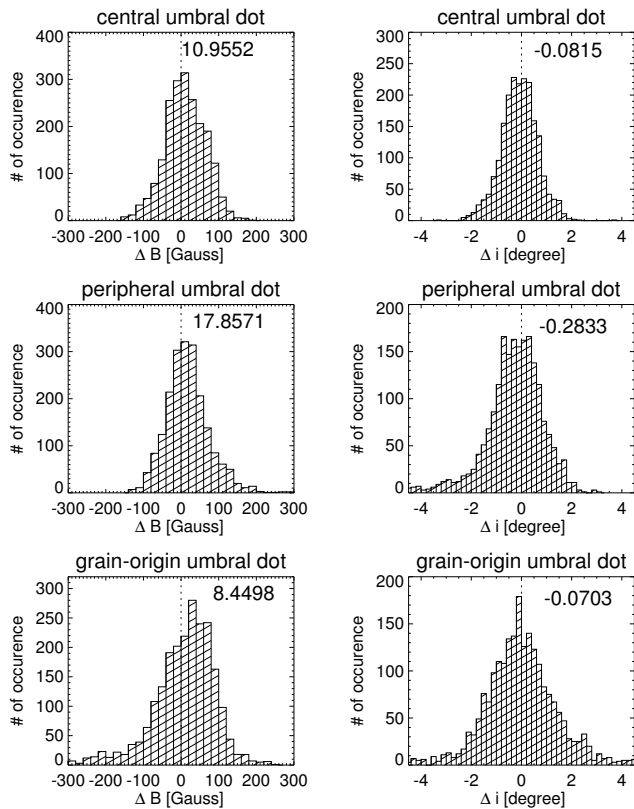 central umbral dot
400
300
200
100
0
# of occurence
10.9552
-300 -200 -100 0 100 200 300
Δ B [Gauss]
central umbral dot
300
250
200
150
100
50
0
# of occurence
-0.0815
-4 -2 0 2 4
Δ i [degree]
peripheral umbral dot
400
300
200
100
0
# of occurence
17.8571
-300 -200 -100 0 100 200 300
Δ B [Gauss]
peripheral umbral dot
200
150
100
50
0
# of occurence
-0.2833
-4 -2 0 2 4
Δ i [degree]
grain-origin umbral dot
300
250
200
150
100
50
0
# of occurence
8.4498
-300 -200 -100 0 100 200 300
Δ B [Gauss]
grain-origin umbral dot
200
150
100
50
0
# of occurence
-0.0703
-4 -2 0 2 4
Δ i [degree]